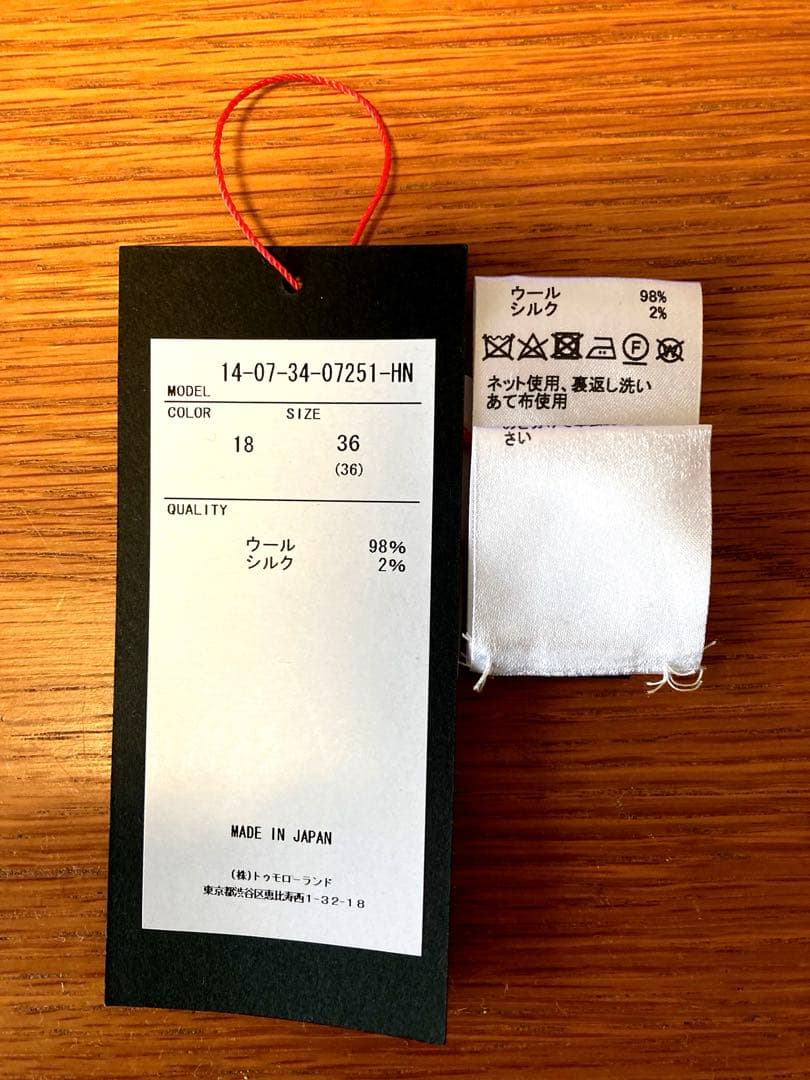 14-07-34-07251-HN
MODEL
COLOR SIZE
18 36
(36)
QUALITY
ウール 98%
シルク 2%
MADE IN JAPAN
(株)トゥモローランド
東京都渋谷区恵比寿西1-32-18
ウール 98%
シルク 2%
F W
ネット使用、裏返し洗い
あて布使用
さい